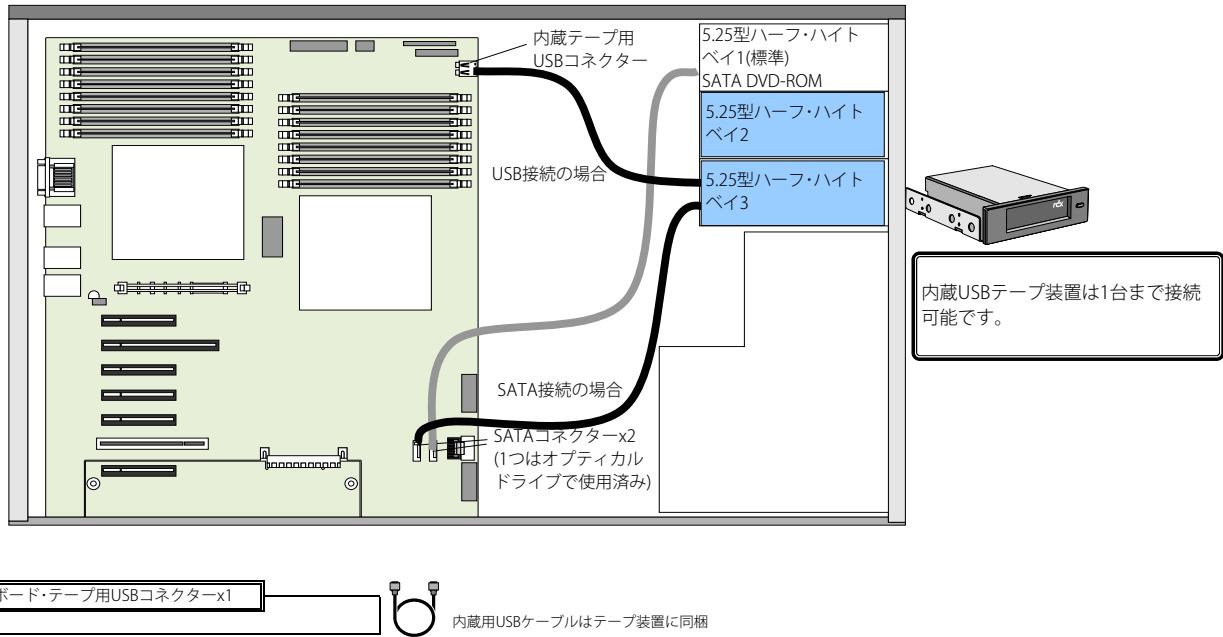 内蔵テープ用
USBコネクター
5.25型ハーフ・ハイト
ベイ1(標準)
SATA DVD-ROM
5.25型ハーフ・ハイト
ベイ2
USB接続の場合
5.25型ハーフ・ハイト
ベイ3
rdx
内蔵USBテープ装置は1台まで接続
可能です。
SATA接続の場合
SATAコネクターx2
(1つはオプティカル
ドライブで使用済み)
ボード・テープ用USBコネクターx1
内蔵用USBケーブルはテープ装置に同梱